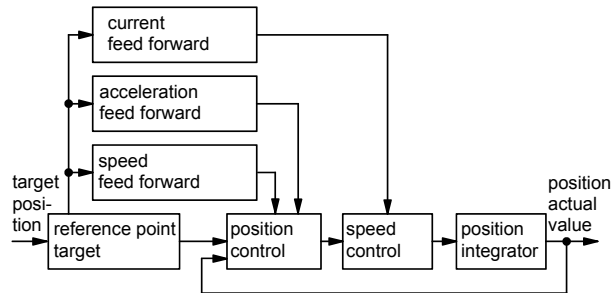 current
feed forward
acceleration
feed forward
speed
feed forward
target
posi-
tion
reference point
target
position
control
speed
control
position
integrator
position
actual
value